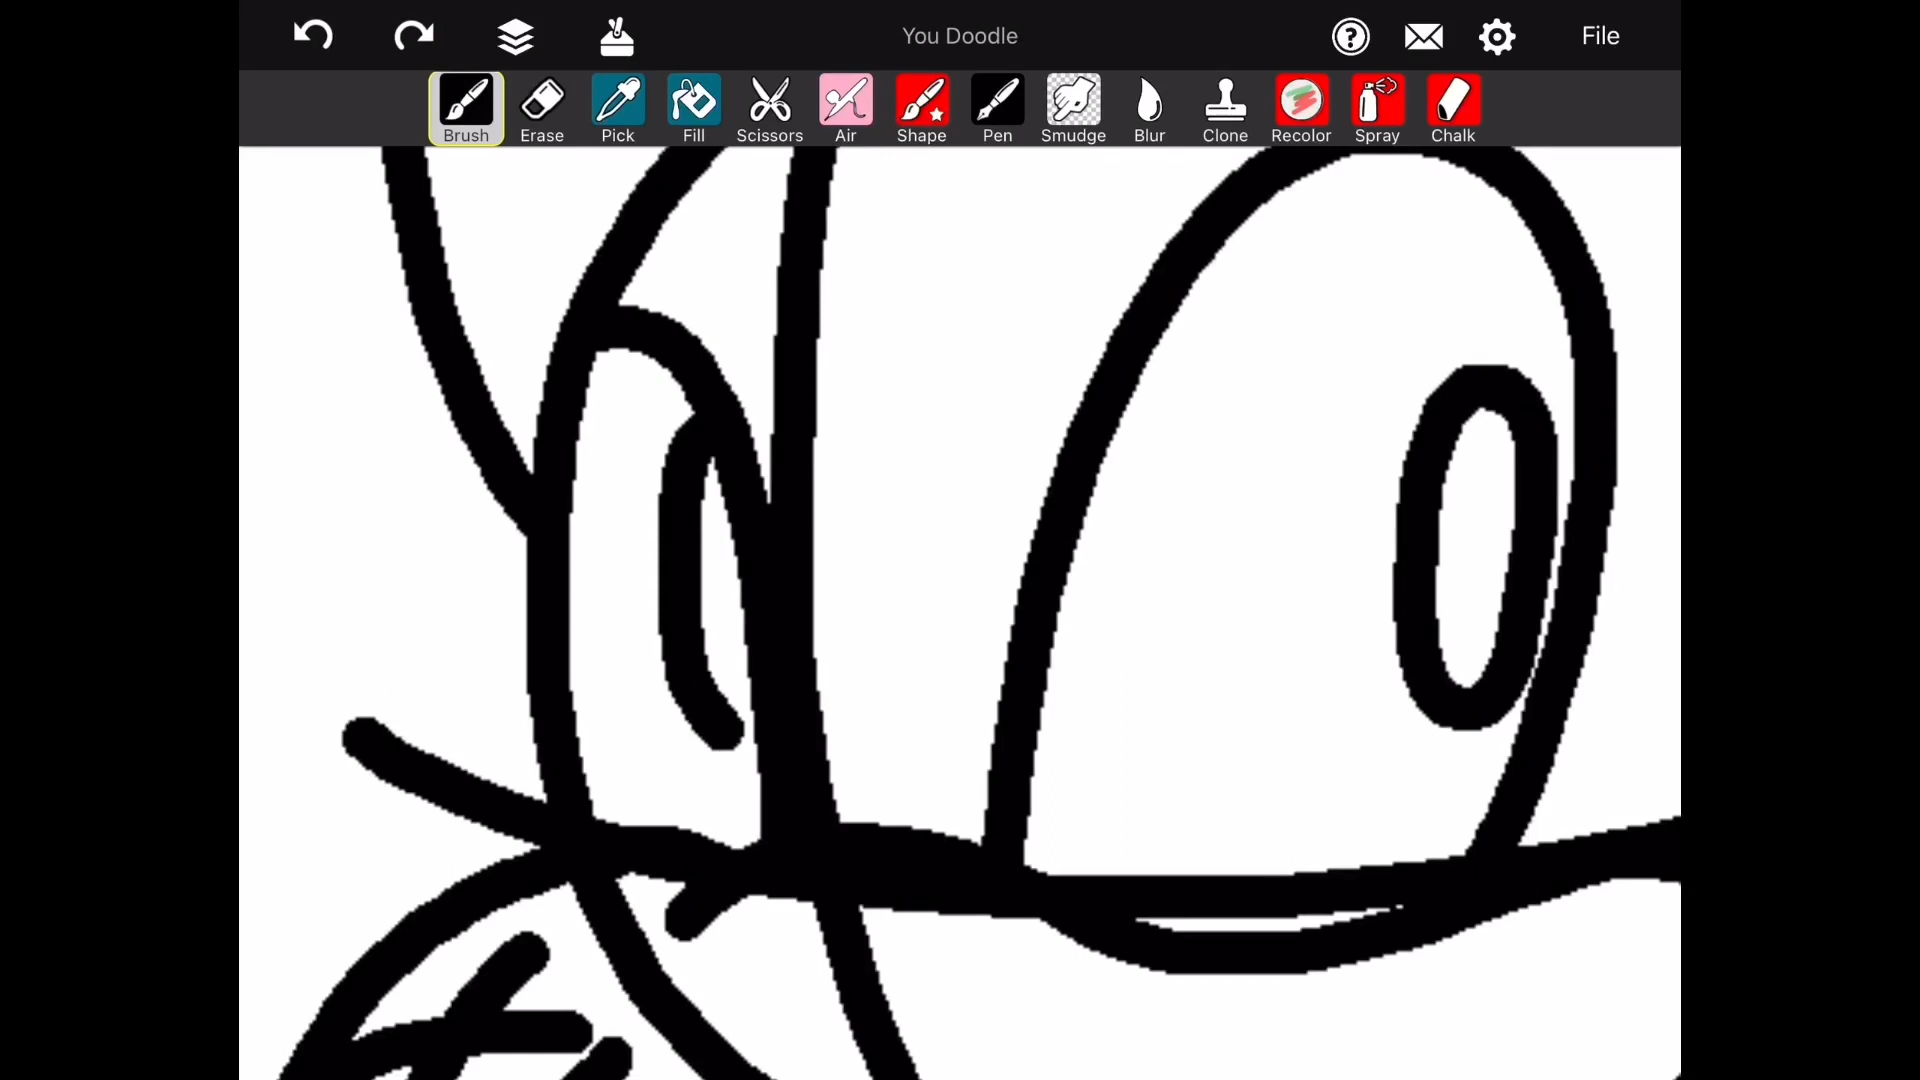 You Doodle
File
Brush Erase Pick Fill Scissors Air Shape Pen Smudge Blur Clone Recolor Spray Chalk